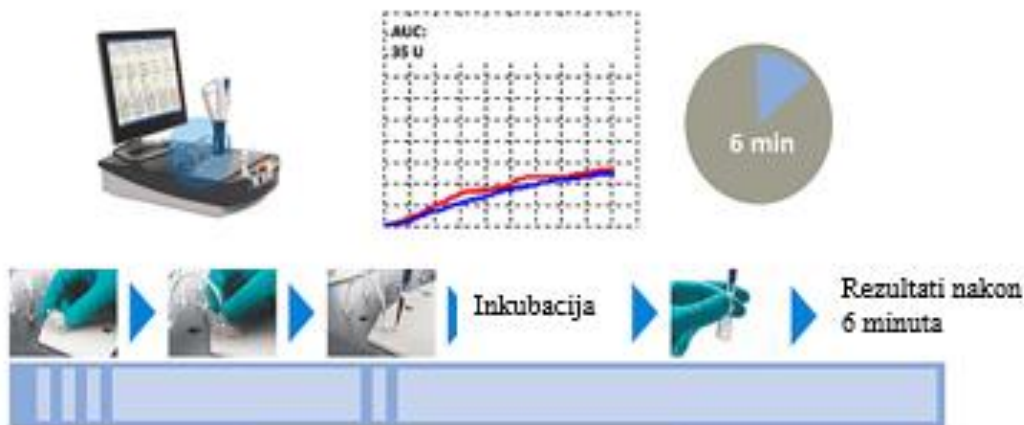 AUC:
35 U
6 min
Inkubacija
Rezultati nakon
6 minuta